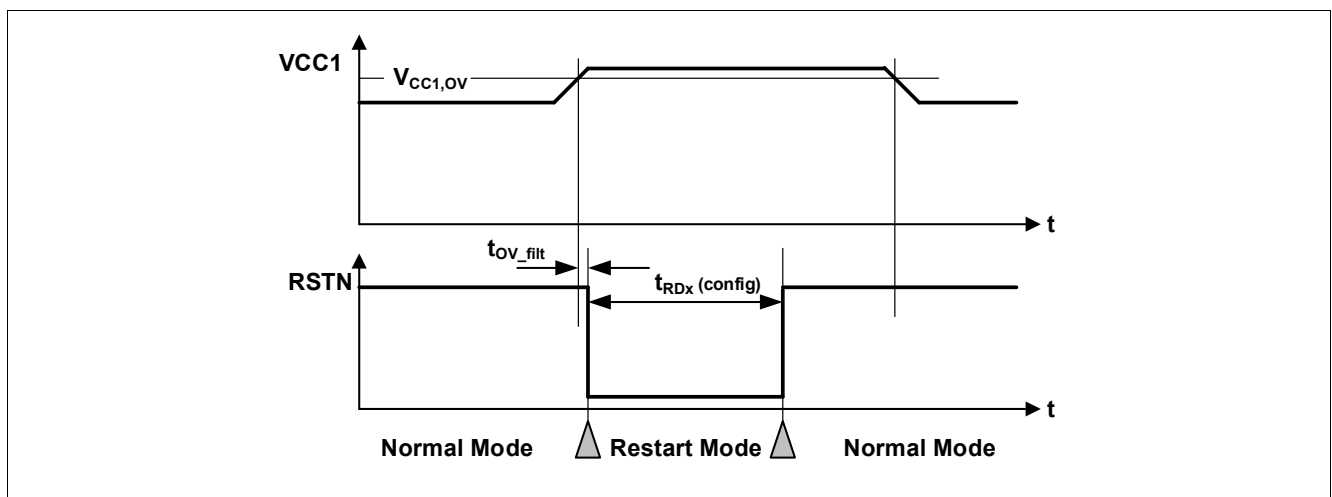 VCC1
VCC1,OV
t
tOV_filt
RSTN
tRDx (config)
t
Normal Mode Restart Mode Normal Mode